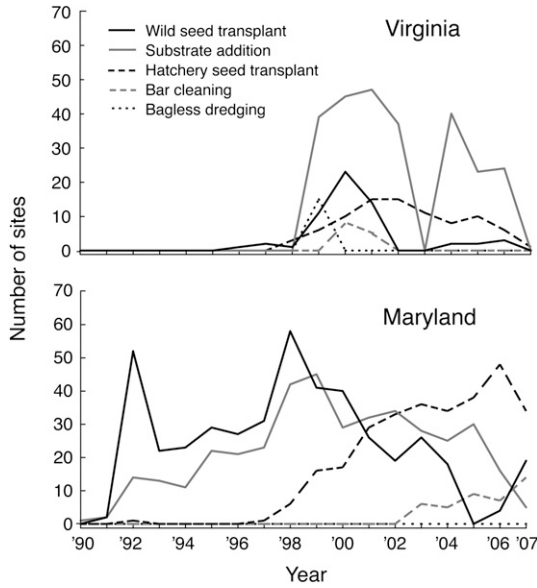 Virginia
Wild seed transplant
Substrate addition
Hatchery seed transplant
Bar cleaning
Bagless dredging
70
60
50
40
30
20
10
0
Number of sites
Maryland
70
60
50
40
30
20
10
0
'90 '92 '94 '96 '98 '00 '02 '04 '06 '07
Year